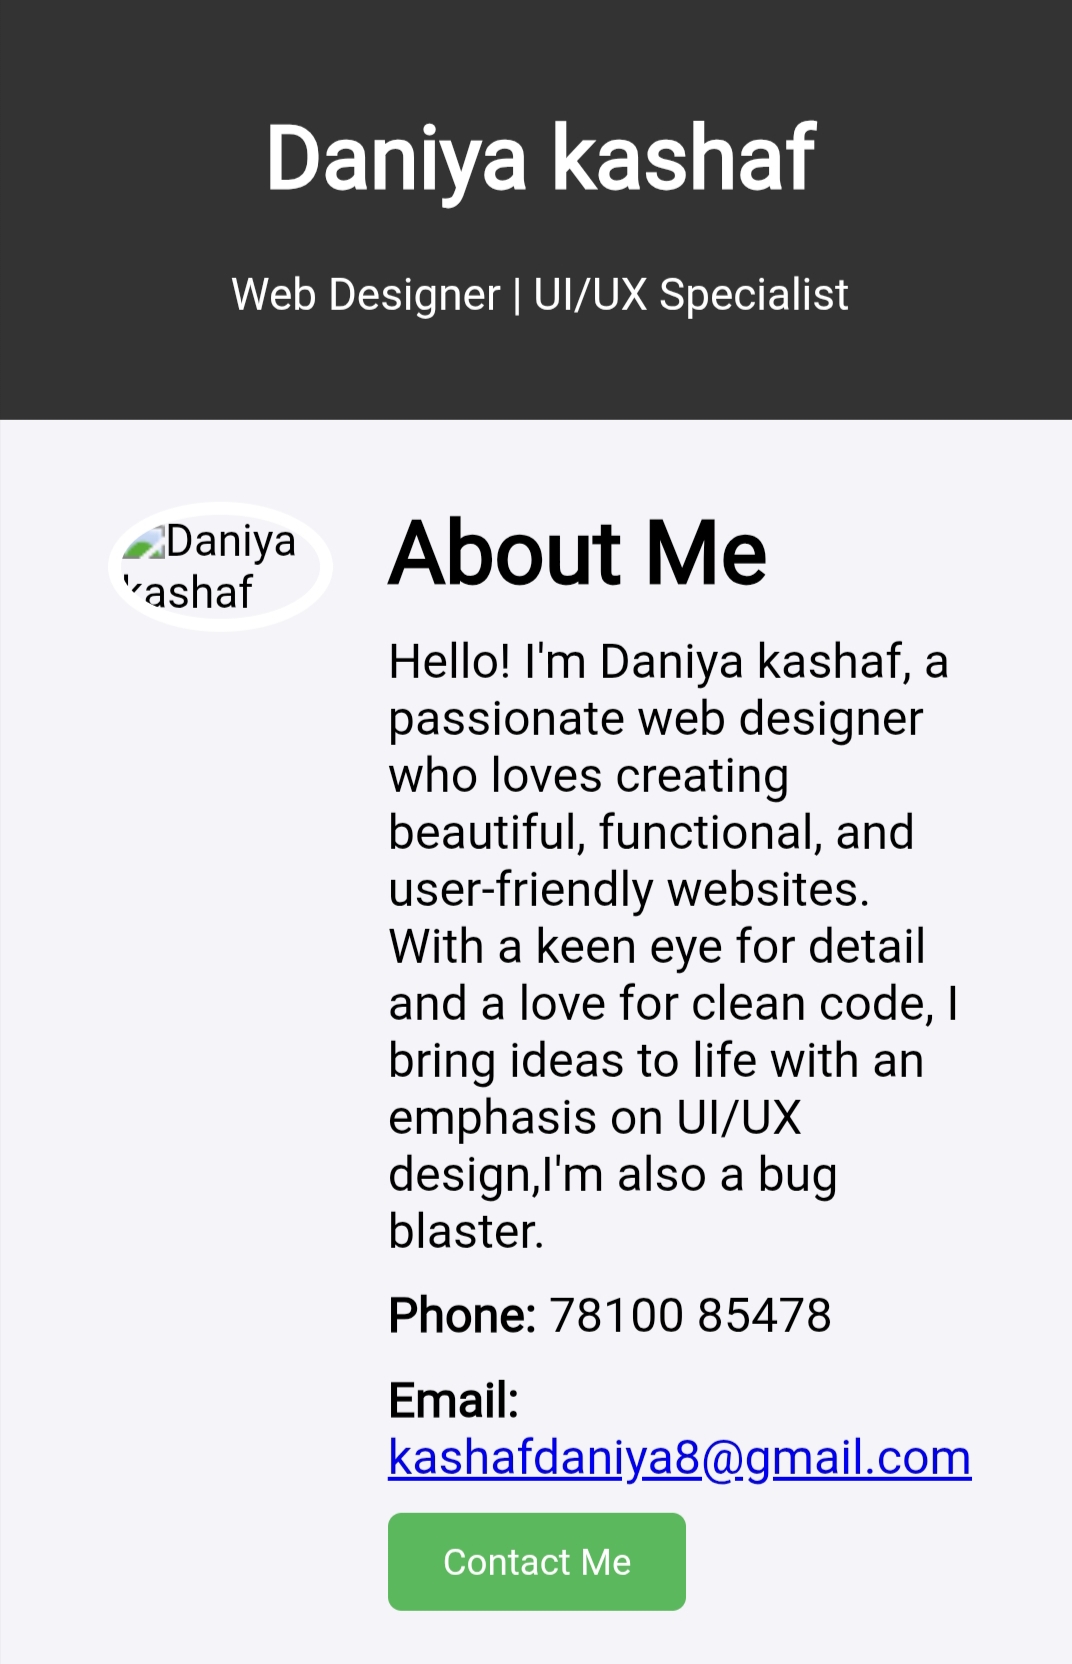 Daniya kashaf
Web Designer | UI/UX Specialist
Daniya
kashaf
About Me
Hello! I'm Daniya kashaf, a
passionate web designer
who loves creating
beautiful, functional, and
user-friendly websites.
With a keen eye for detail
and a love for clean code, I
bring ideas to life with an
emphasis on UI/UX
design,I'm also a bug
blaster.
Phone: 78100 85478
Email:
kashafdaniya8@gmail.com
Contact Me